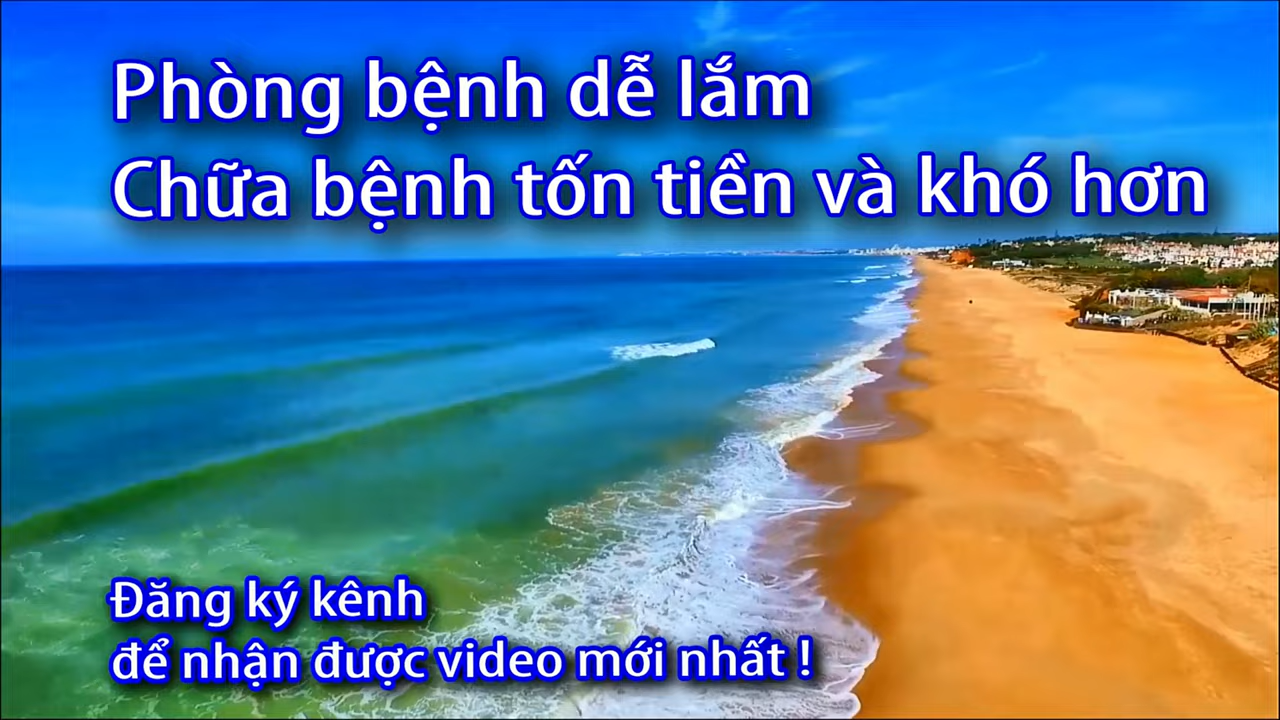 Phòng bệnh dễ lắm
Chữa bệnh tốn tiền và khó hơn
Đăng ký kênh
để nhận được video mới nhất !